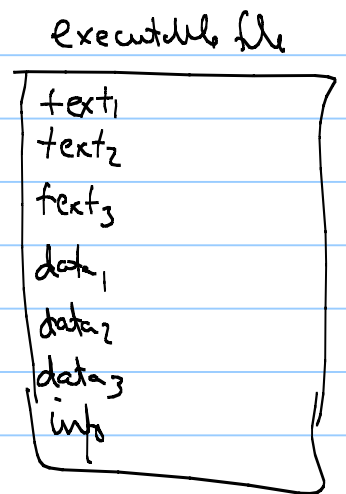 executable file
text₁
text₂
text₃
data₁
data₂
data₃
info